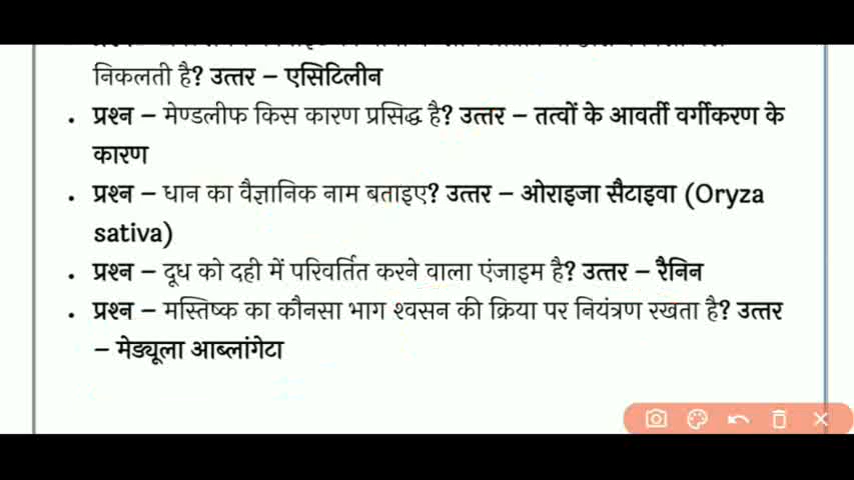 निकलती है? उत्तर – एसिटिलीन
• प्रश्न – मेण्डलीफ किस कारण प्रसिद्ध है? उत्तर – तत्वों के आवर्ती वर्गीकरण के
कारण
• प्रश्न – धान का वैज्ञानिक नाम बताइए? उत्तर – ओराइजा सैटाइवा (Oryza
sativa)
• प्रश्न – दूध को दही में परिवर्तित करने वाला एंजाइम है? उत्तर – रैनिन
• प्रश्न – मस्तिष्क का कौनसा भाग श्वसन की क्रिया पर नियंत्रण रखता है? उत्तर
– मेड्यूला आब्लांगेटा